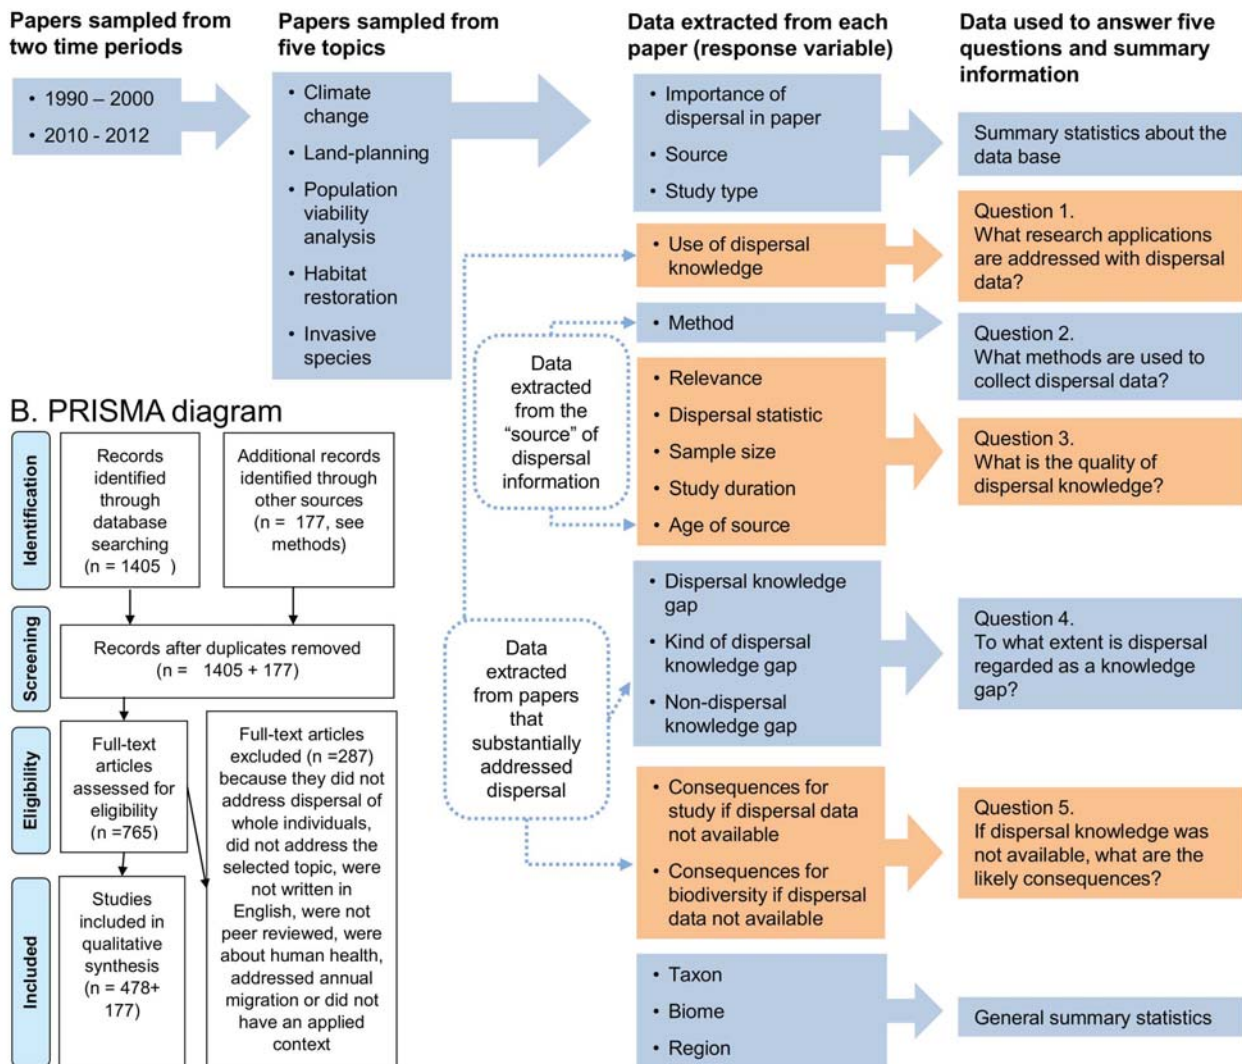 Papers sampled from
two time periods
• 1990 – 2000
• 2010 - 2012
Papers sampled from
five topics
• Climate
change
• Land-planning
• Population
viability
analysis
• Habitat
restoration
• Invasive
species
Data extracted from each
paper (response variable)
• Importance of
dispersal in paper
• Source
• Study type
• Use of dispersal
knowledge
• Method
• Relevance
• Dispersal statistic
• Sample size
• Study duration
• Age of source
• Dispersal knowledge
gap
• Kind of dispersal
knowledge gap
• Non-dispersal
knowledge gap
• Consequences for
study if dispersal data
not available
• Consequences for
biodiversity if dispersal
data not available
• Taxon
• Biome
• Region
Data used to answer five
questions and summary
information
Summary statistics about the
data base
Question 1.
What research applications
are addressed with dispersal
data?
Question 2.
What methods are used to
collect dispersal data?
Question 3.
What is the quality of
dispersal knowledge?
Question 4.
To what extent is dispersal
regarded as a knowledge
gap?
Question 5.
If dispersal knowledge was
not available, what are the
likely consequences?
General summary statistics
Data
extracted
from the
“source” of
dispersal
information
Data
extracted
from papers
that
substantially
addressed
dispersal
B. PRISMA diagram
Identification
Records
identified
through
database
searching
(n = 1405 )
Additional records
identified through
other sources
(n = 177, see
methods)
Screening
Records after duplicates removed
(n = 1405 + 177)
Eligibility
Full-text
articles
assessed for
eligibility
(n =765)
Full-text articles
excluded (n =287)
because they did not
address dispersal of
whole individuals,
did not address the
selected topic, were
not written in
English, were not
peer reviewed, were
about human health,
addressed annual
migration or did not
have an applied
context
Included
Studies
included in
qualitative
synthesis
(n = 478+
177)